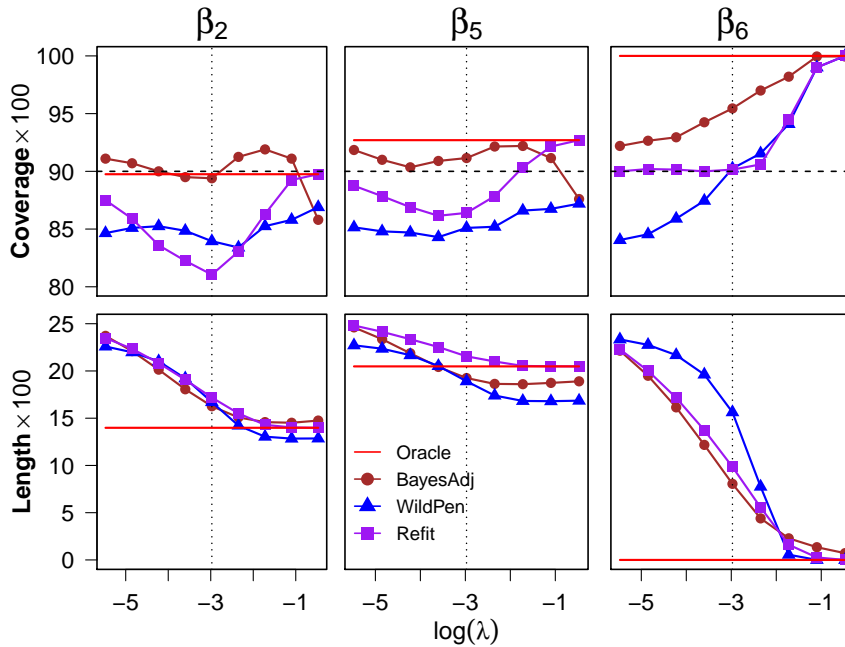 β2 β5 β6
Coverage × 100
100
95
90
85
80
Length × 100
25
20
15
10
5
0
Oracle
BayesAdj
WildPen
Refit
−5 −3 −1 −5 −3 −1 −5 −3 −1
log(λ)